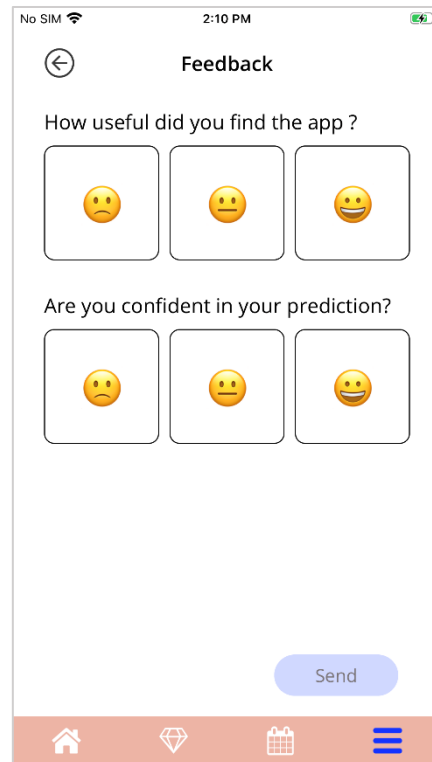 No SIM 2:10 PM
Feedback
How useful did you find the app ?
Are you confident in your prediction?
Send